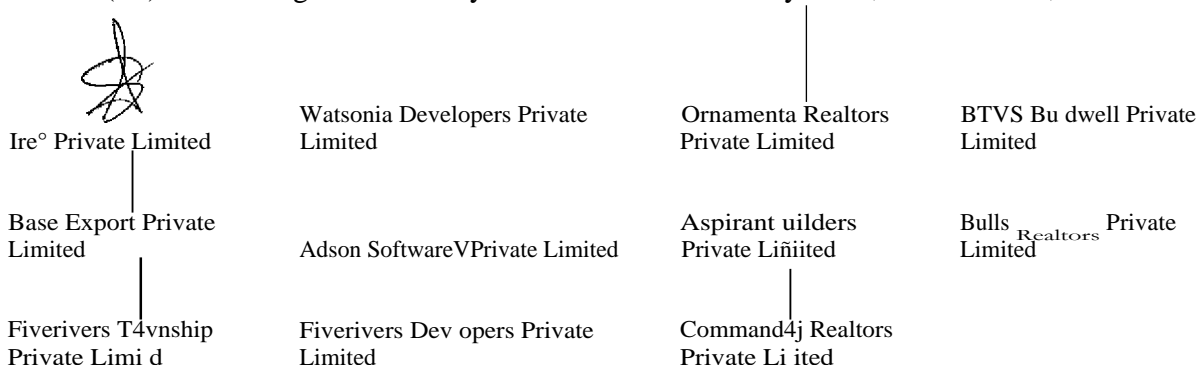 Watsonia Developers Private
Limited
Ornamenta Realtors
Private Limited
BTVS Bu dwell Private
Limited
Ire° Private Limited
Base Export Private
Limited
Adson SoftwareVPrivate Limited
Aspirant uilders
Private Liñiited
Bulls Realtors Private
Limited
Fiverivers T4vnship
Private Limi d
Fiverivers Dev opers Private
Limited
Command4j Realtors
Private Li ited